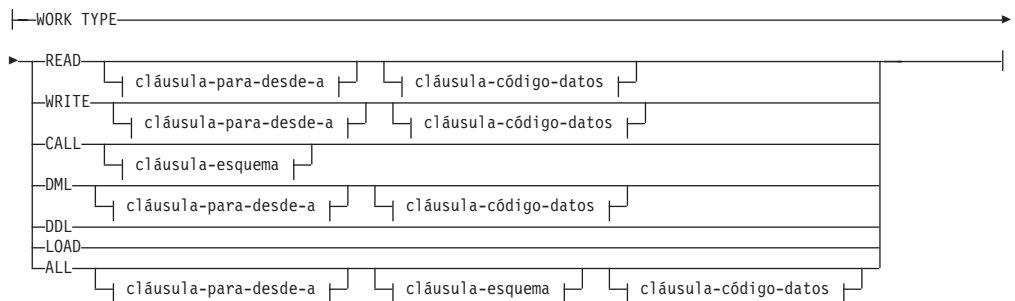 WORK TYPE
READ
cláusula-para-desde-a cláusula-código-datos
WRITE
cláusula-para-desde-a cláusula-código-datos
CALL
cláusula-esquema
DML
cláusula-para-desde-a cláusula-código-datos
DDL
LOAD
ALL
cláusula-para-desde-a cláusula-esquema cláusula-código-datos